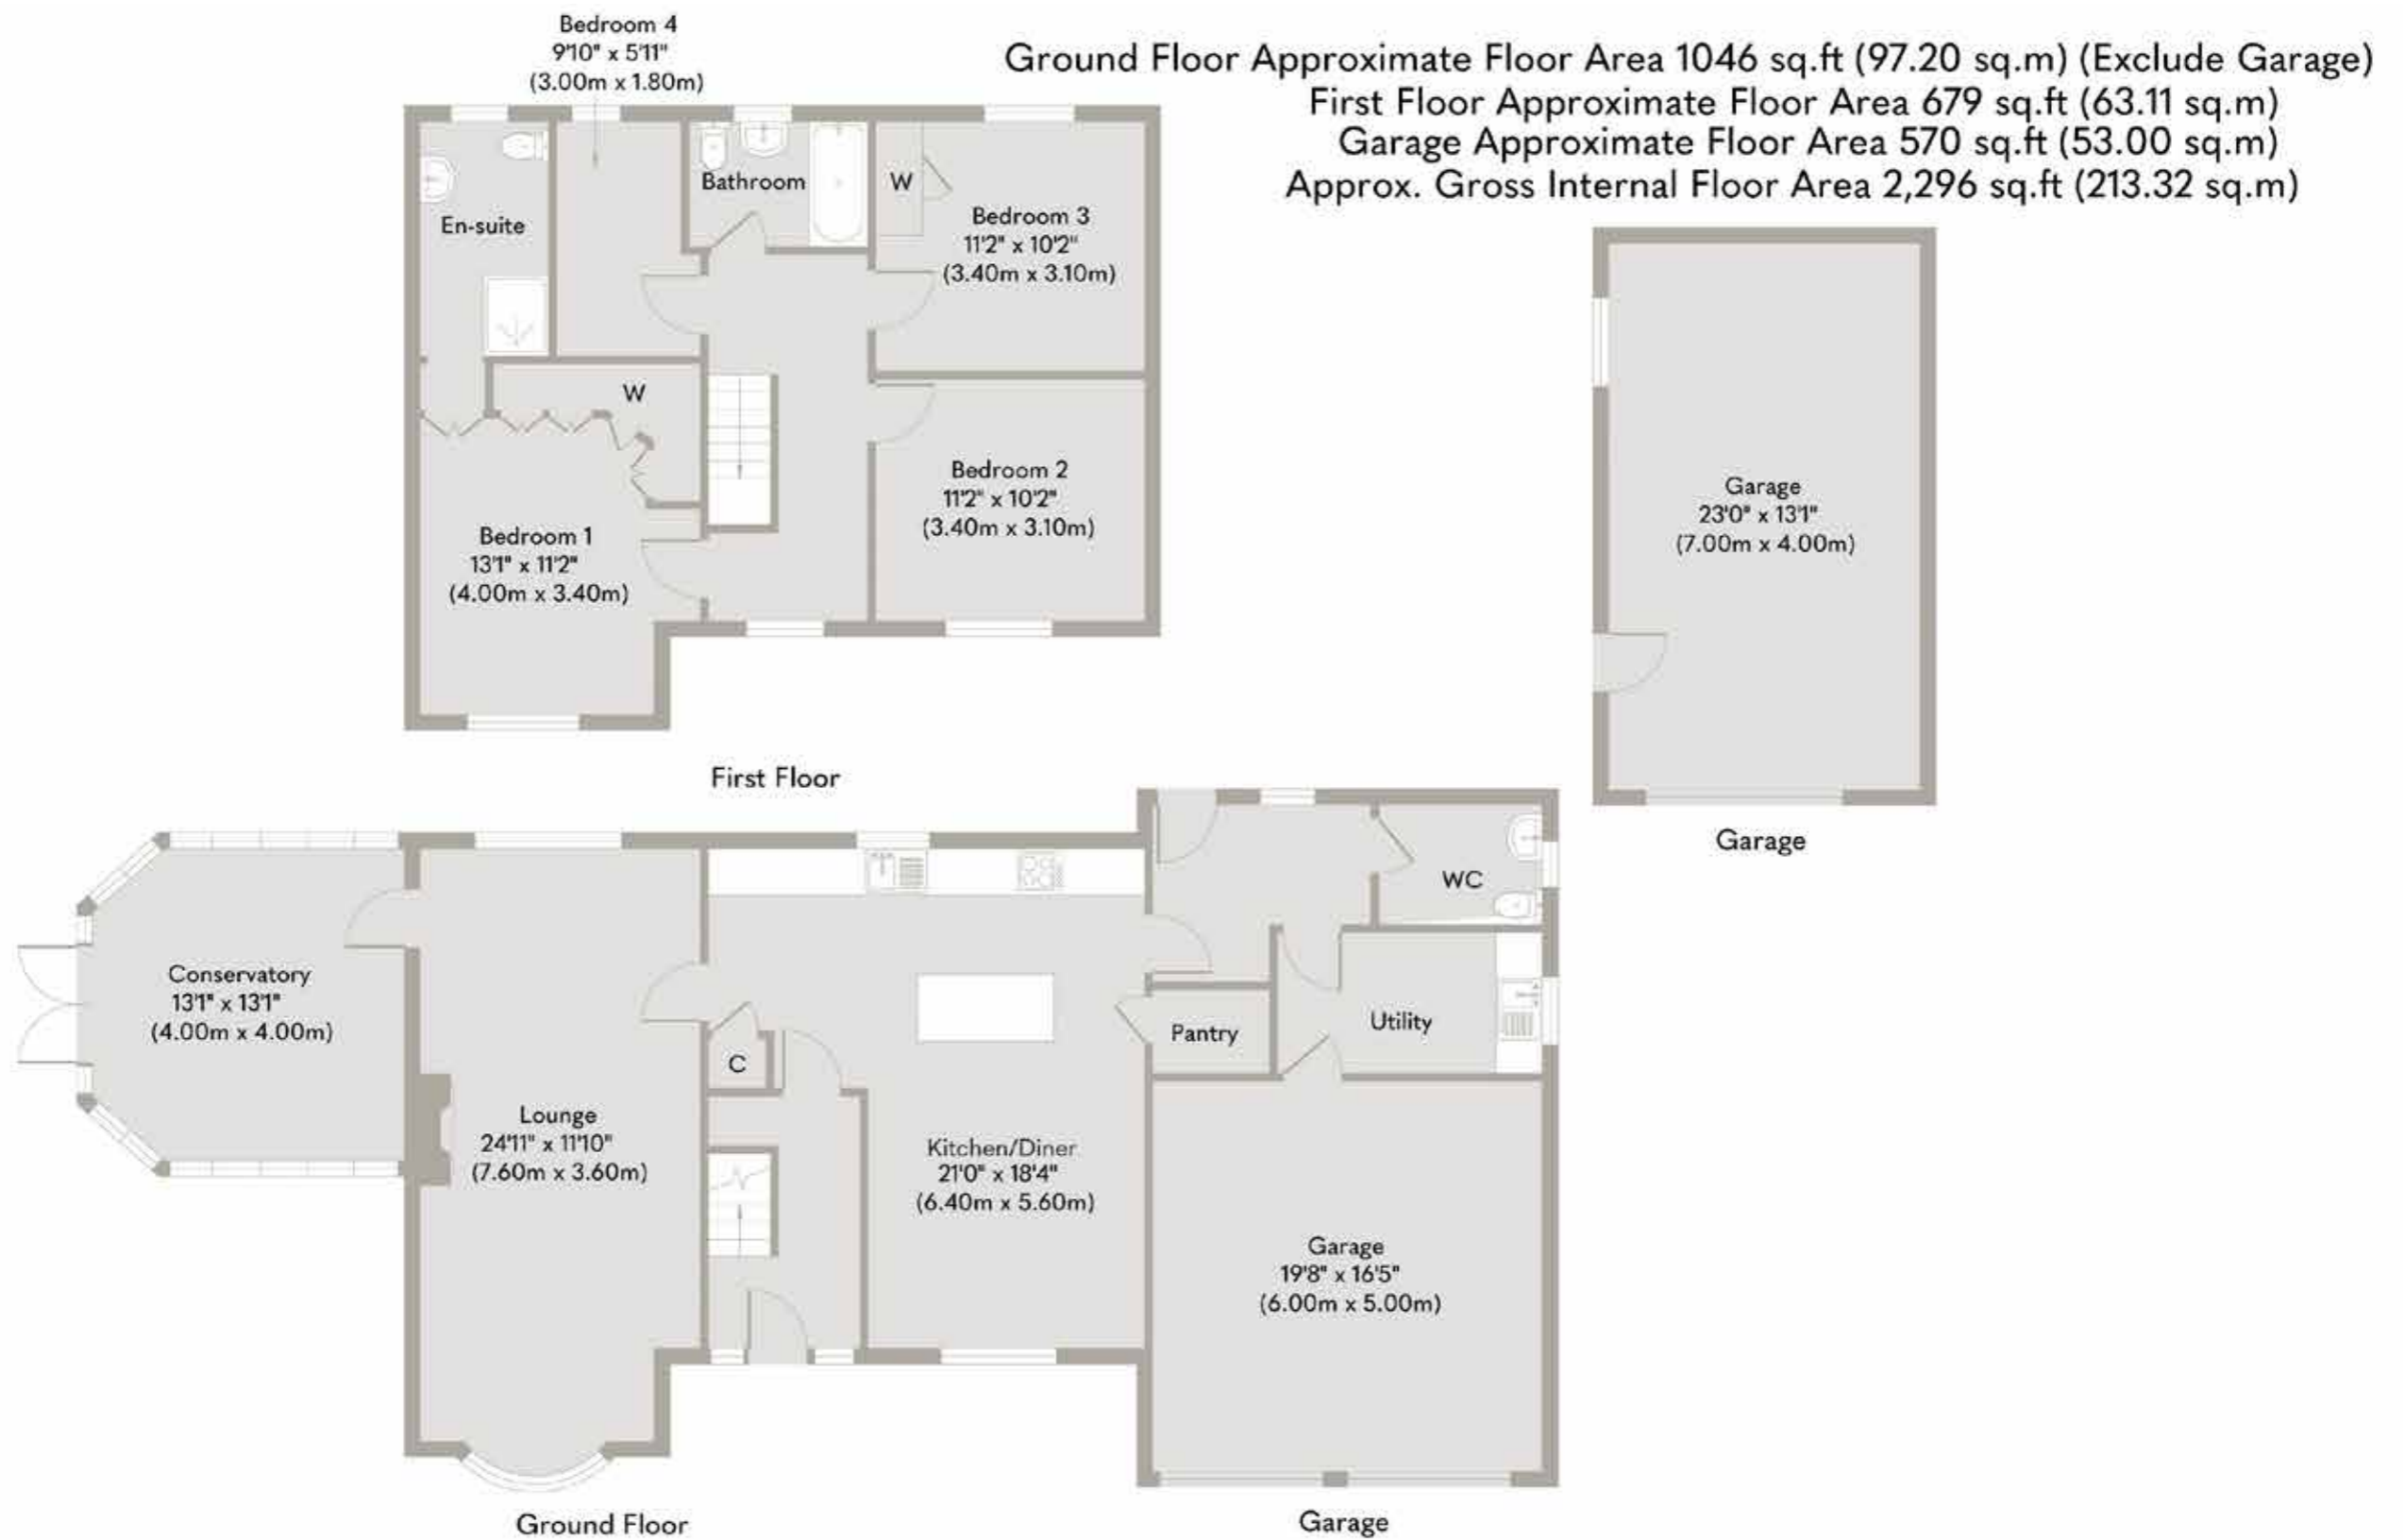 Bedroom 4
9'10" x 5'11"
(3.00m x 1.80m)
Ground Floor Approximate Floor Area 1046 sq.ft (97.20 sq.m) (Exclude Garage)
First Floor Approximate Floor Area 679 sq.ft (63.11 sq.m)
Garage Approximate Floor Area 570 sq.ft (53.00 sq.m)
Approx. Gross Internal Floor Area 2,296 sq.ft (213.32 sq.m)
En-suite
Bathroom
W
Bedroom 3
11'2" x 10'2"
(3.40m x 3.10m)
W
Bedroom 2
11'2" x 10'2"
(3.40m x 3.10m)
Bedroom 1
13'1" x 11'2"
(4.00m x 3.40m)
First Floor
Garage
23'0" x 13'1"
(7.00m x 4.00m)
Garage
Conservatory
13'1" x 13'1"
(4.00m x 4.00m)
Lounge
24'11" x 11'10"
(7.60m x 3.60m)
C
Kitchen/Diner
21'0" x 18'4"
(6.40m x 5.60m)
WC
Utility
Pantry
Garage
19'8" x 16'5"
(6.00m x 5.00m)
Ground Floor
Garage